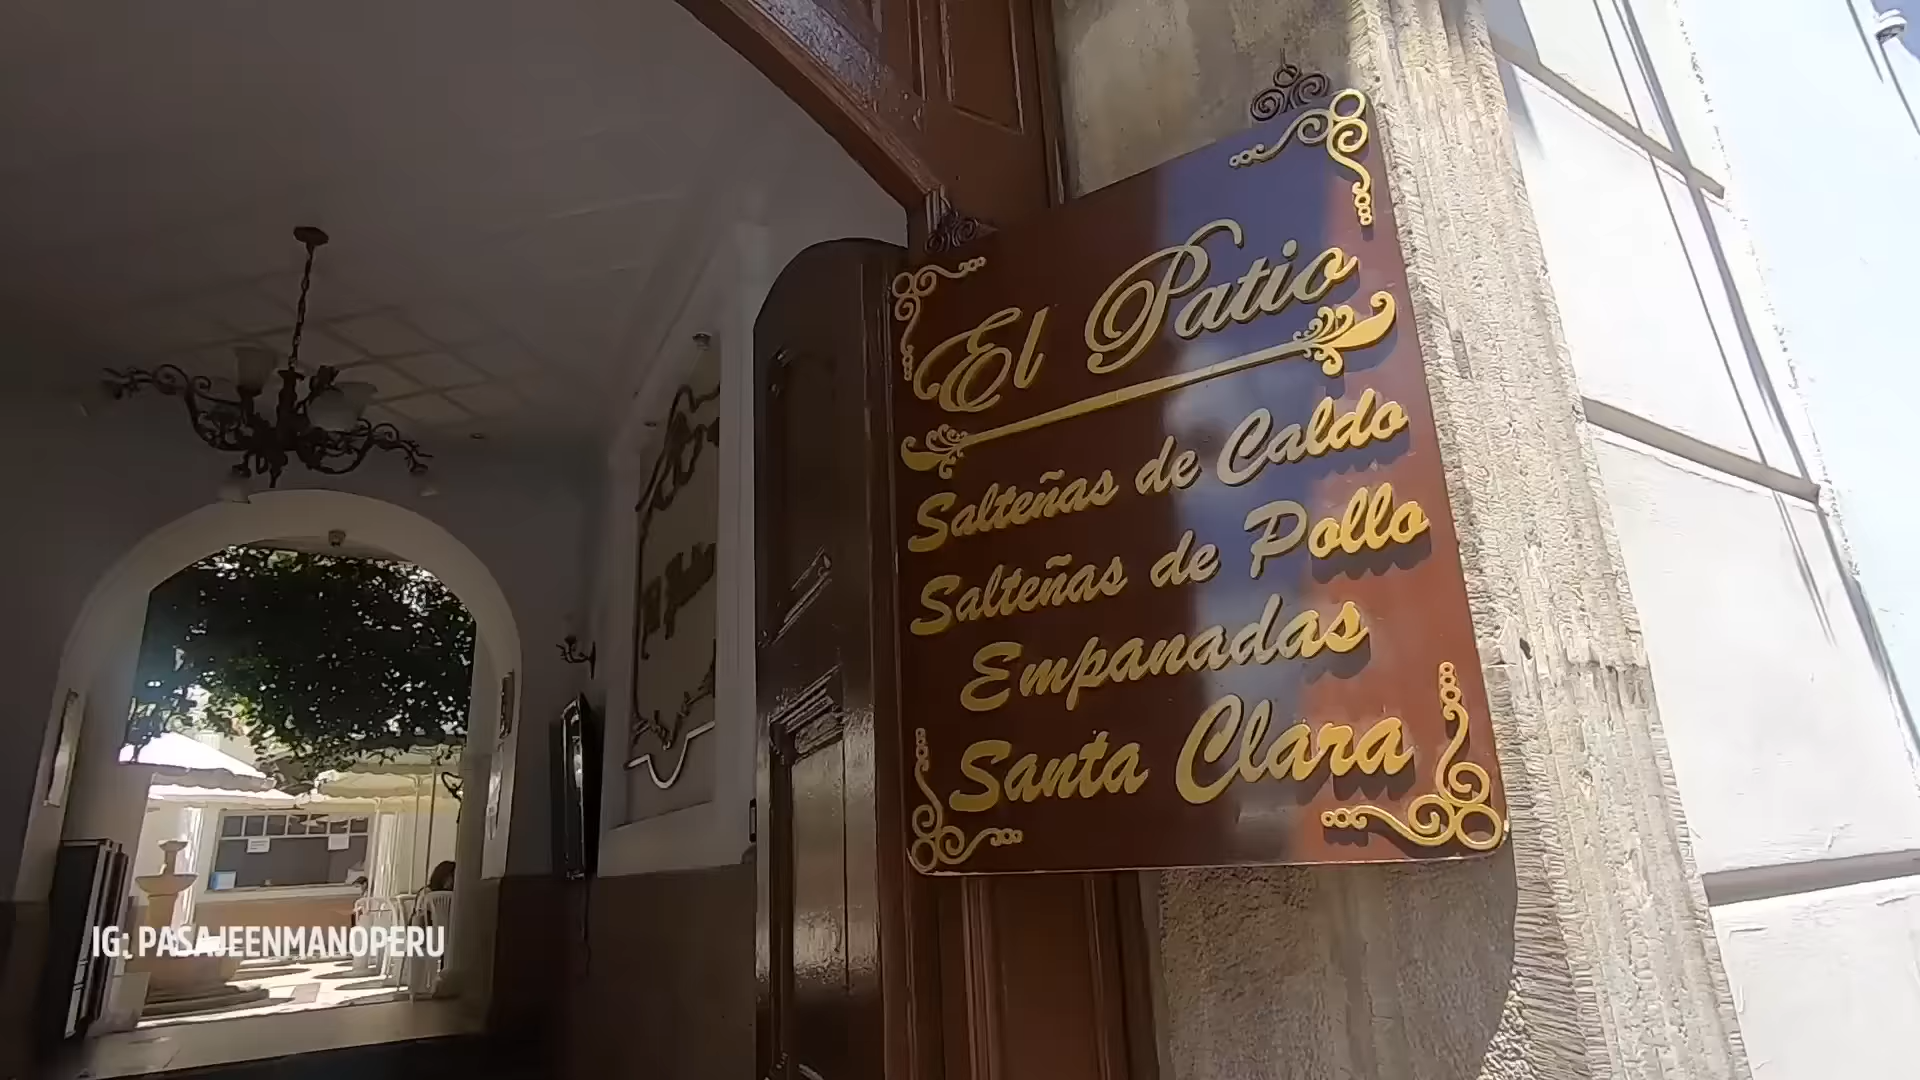 El Patio
Salteñas de Caldo
Salteñas de Pollo
Empanadas
Santa Clara
IG: PASAJEENMANOPERU